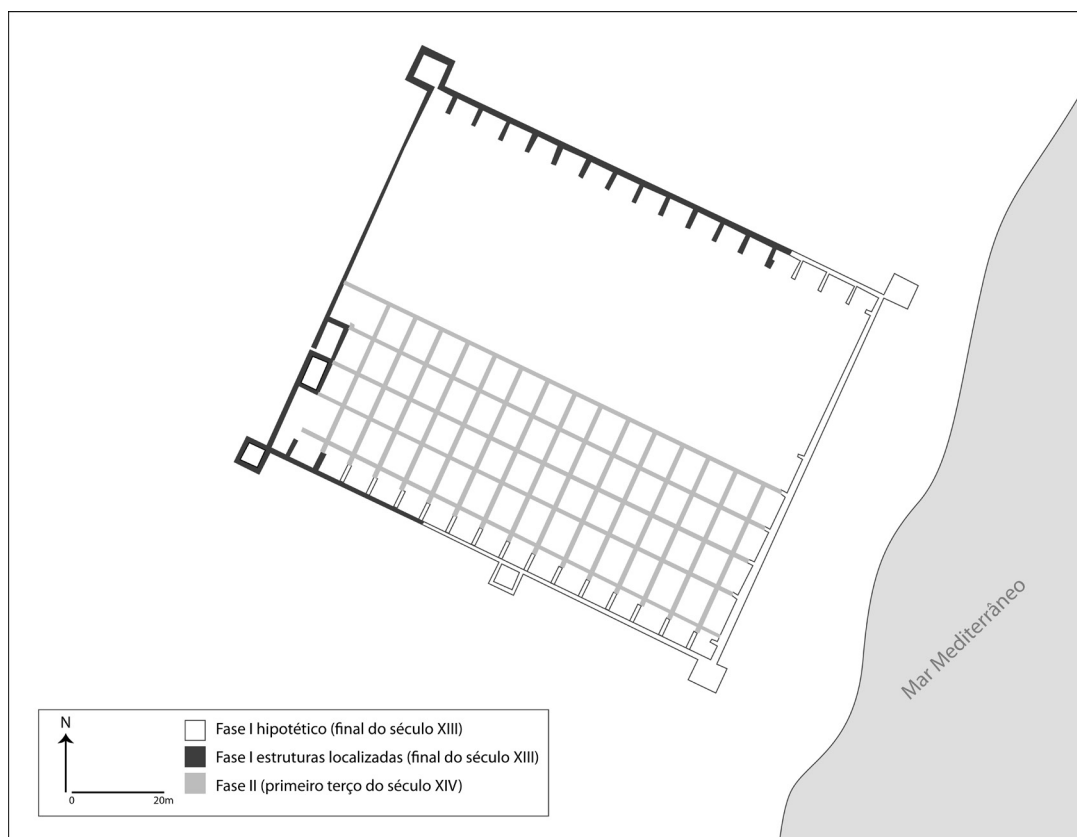 Mar Mediterrâneo
N
0 20m
Fase I hipotético (final do século XIII)
Fase I estruturas localizadas (final do século XIII)
Fase II (primeiro terço do século XIV)